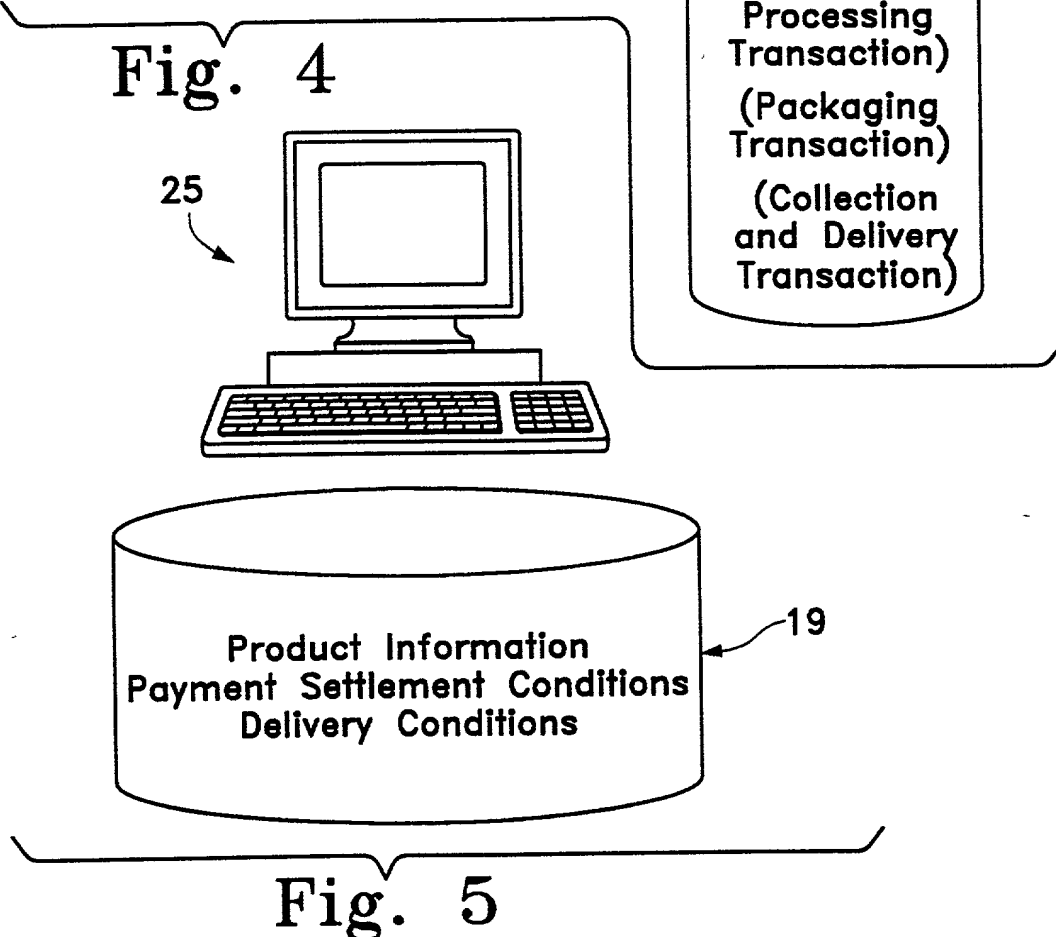 Processing
Transaction)
(Packaging
Transaction)
(Collection
and Delivery
Transaction)
Fig. 4
25
19
Product Information
Payment Settlement Conditions
Delivery Conditions
Fig. 5